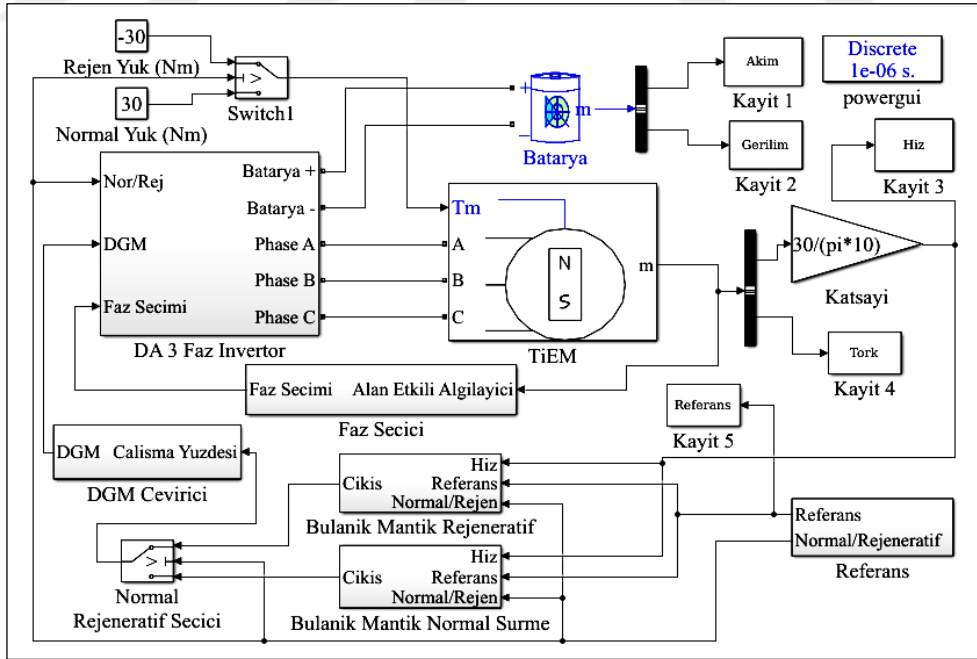 -30
Rejen Yuk (Nm)
30
Normal Yuk (Nm)
>
Switch1
+
m
_
Batarya
Akim
Kayit 1
Gerilim
Kayit 2
Discrete
1e-06 s.
powergui
Hiz
Kayit 3
Nor/Rej
DGM
Faz Secimi
Batarya +
Batarya -
Phase A
Phase B
Phase C
DA 3 Faz Invertor
Tm
A
B
C
N
S
m
TiEM
30/(pi*10)
Katsayi
Tork
Kayit 4
Faz Secimi
Alan Etkili Algilayici
Faz Secici
Referans
Kayit 5
DGM
Calisma Yuzdesi
DGM Cevirici
Cikis
Hiz
Referans
Normal/Rejen
Bulanik Mantik Rejeneratif
Cikis
Hiz
Referans
Normal/Rejen
Bulanik Mantik Normal Surme
>
Normal
Rejeneratif Secici
Referans
Normal/Rejeneratif
Referans